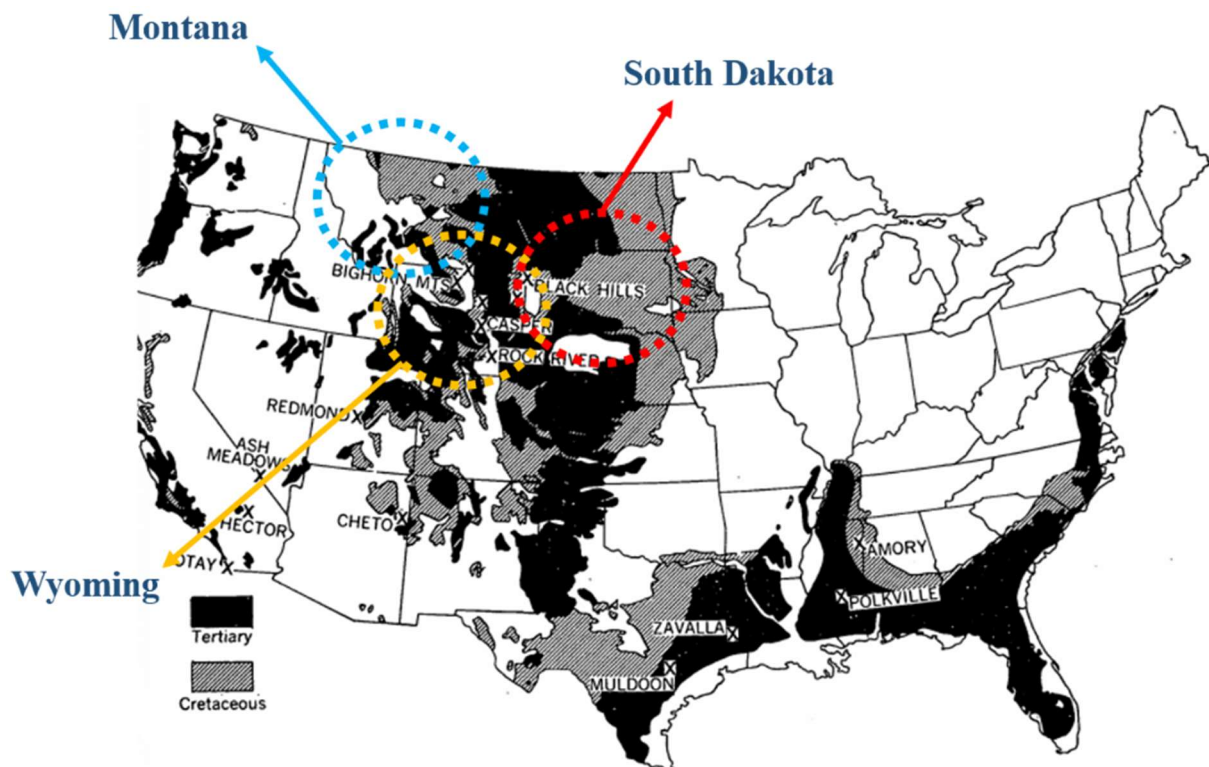 Montana
South Dakota
BIGHORN MTS
BLACK HILLS
CASPER
ROCK RIVER
REDMOND
ASH
MEADOWS
HECTOR
CHETO
OTAY
AMORY
POLKVILLE
ZAVALLA
MULDOON
Wyoming
Tertiary
Cretaceous